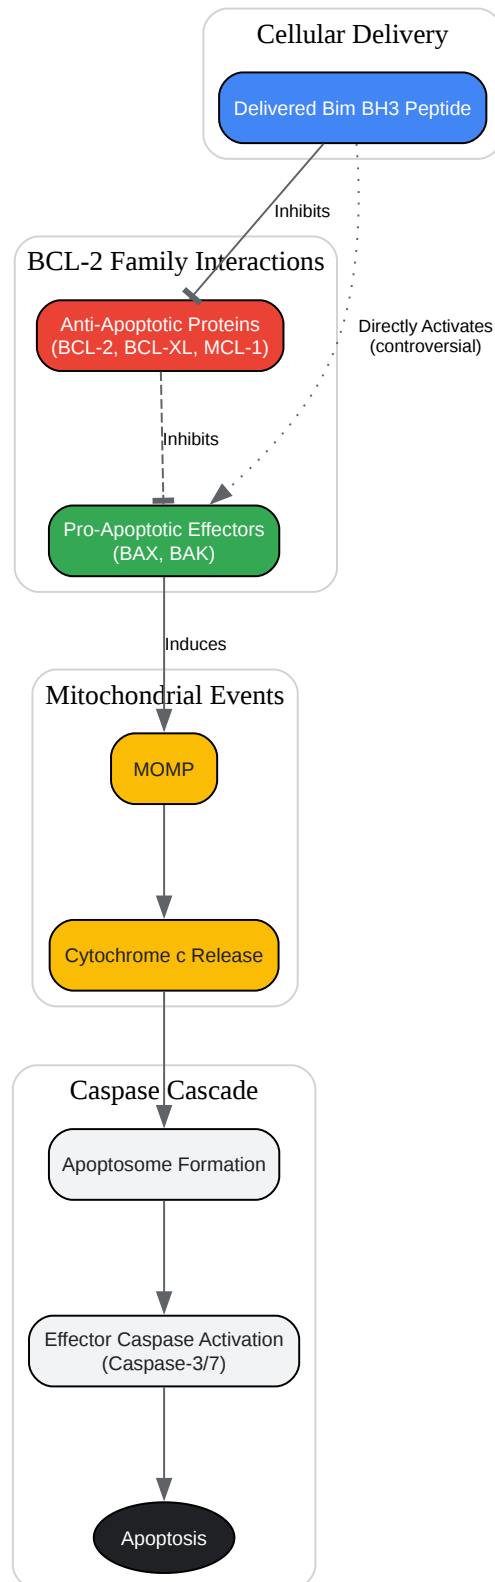 Cellular Delivery
Delivered Bim BH3 Peptide
Inhibits
BCL-2 Family Interactions
Anti-Apoptotic Proteins
(BCL-2, BCL-XL, MCL-1)
Directly Activates
(controversial)
Inhibits
Pro-Apoptotic Effectors
(BAX, BAK)
Induces
Mitochondrial Events
MOMP
Cytochrome c Release
Caspase Cascade
Apoptosome Formation
Effector Caspase Activation
(Caspase-3/7)
Apoptosis